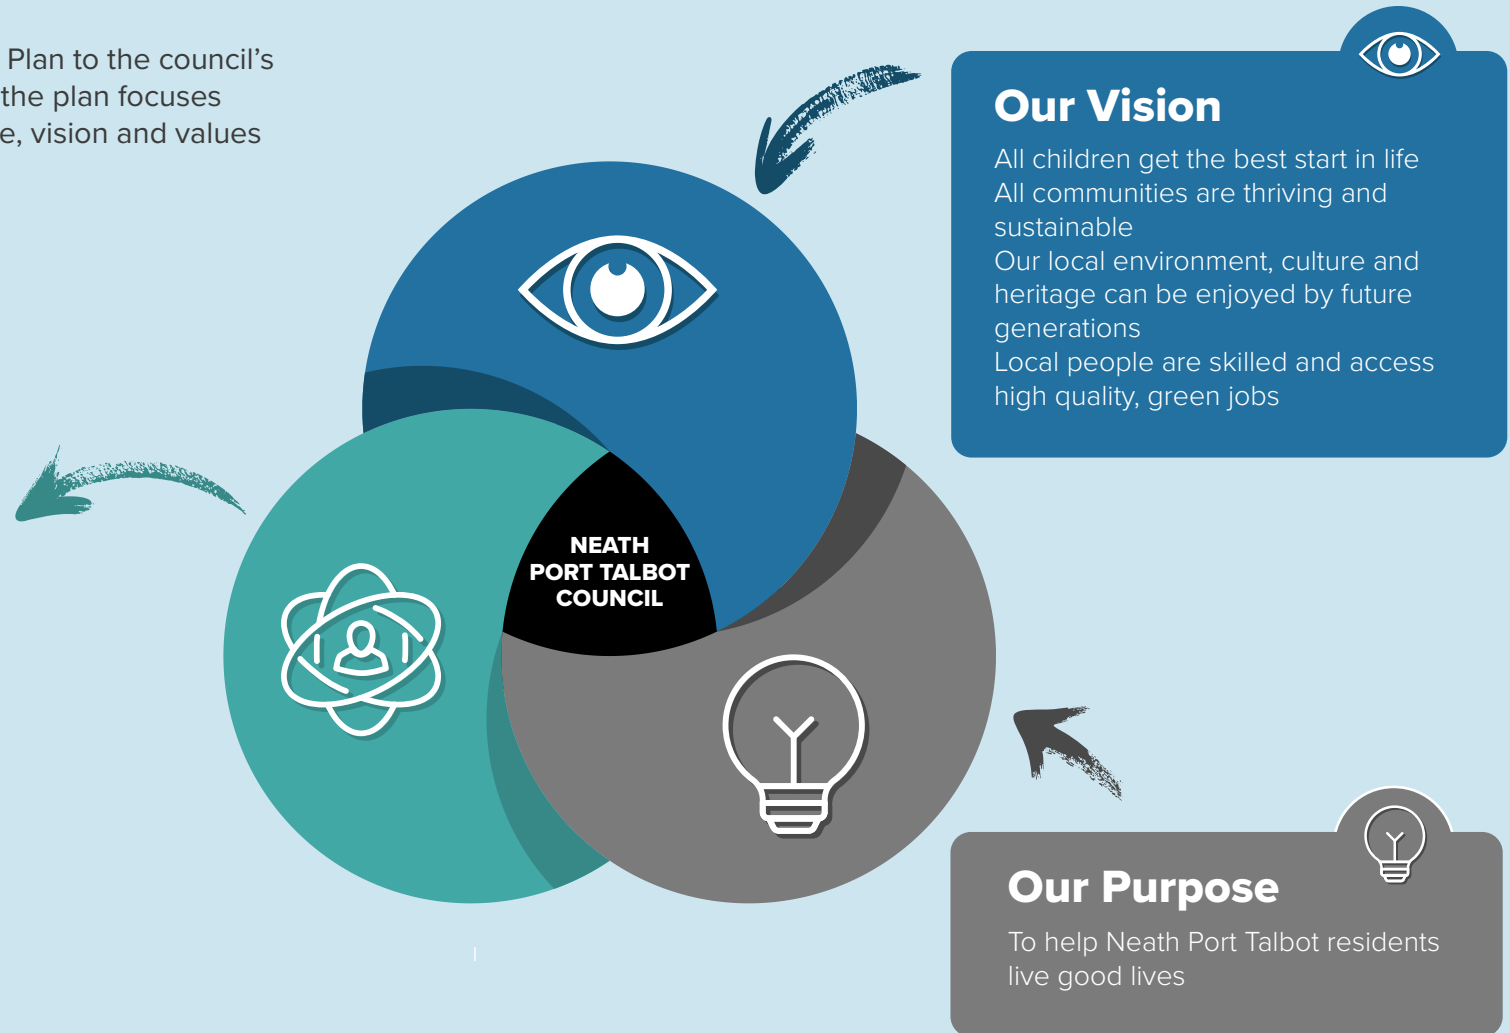 Plan to the council's
the plan focuses
e, vision and values
Our Vision
All children get the best start in life
All communities are thriving and
sustainable
Our local environment, culture and
heritage can be enjoyed by future
generations
Local people are skilled and access
high quality, green jobs
NEATH
PORT TALBOT
COUNCIL
Our Purpose
To help Neath Port Talbot residents
live good lives